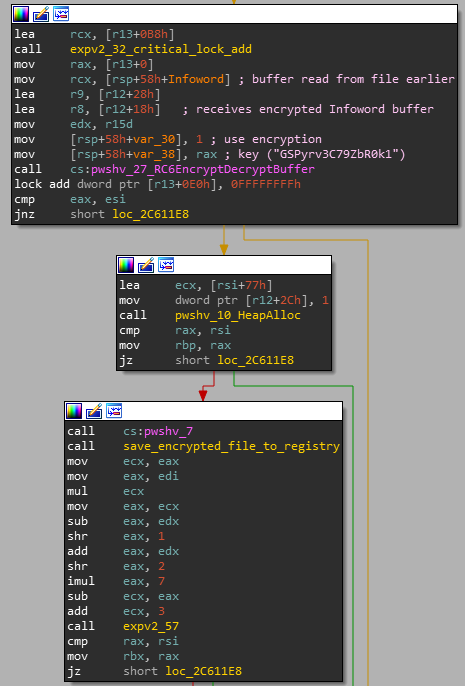 lea rcx, [r13+0B8h]
call expv2_32_critical_lock_add
mov rax, [r13+0]
mov rcx, [rsp+58h+Infoword] ; buffer read from file earlier
lea r9, [r12+28h]
lea r8, [r12+18h] ; receives encrypted Infoword buffer
mov edx, r15d
mov [rsp+58h+var_30], 1 ; use encryption
mov [rsp+58h+var_38], rax ; key ("GSPyrv3C79ZbR0k1")
call cs:pwshv_27_RC6EncryptDecryptBuffer
lock add dword ptr [r13+0E0h], 0FFFFFFFFh
cmp eax, esi
jnz short loc_2C611E8
lea ecx, [rsi+77h]
mov dword ptr [r12+2Ch], 1
call pwshv_10_HeapAlloc
cmp rax, rsi
mov rbp, rax
jz short loc_2C611E8
call cs:pwshv_7
call save_encrypted_file_to_registry
mov ecx, eax
mov eax, edi
mul ecx
mov eax, ecx
sub eax, edx
shr eax, 1
add eax, edx
shr eax, 2
imul eax, 7
sub ecx, eax
add ecx, 3
call expv2_57
cmp rax, rsi
mov rbx, rax
jz short loc_2C611E8